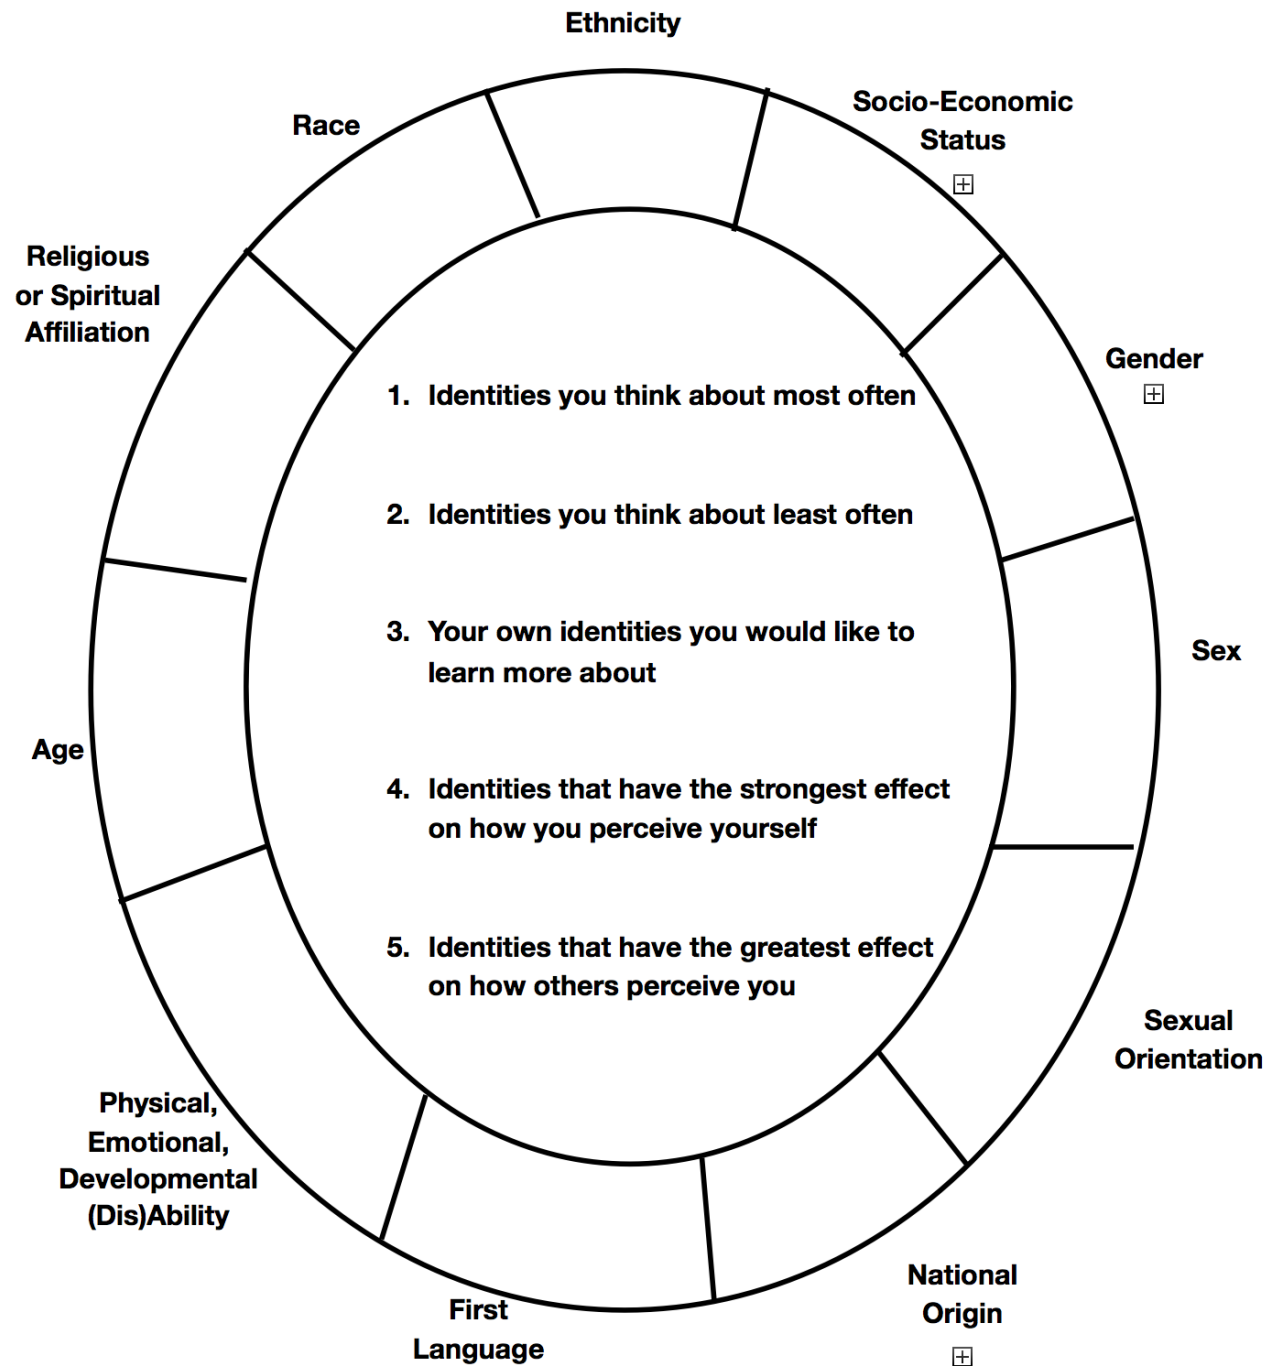 Ethnicity
Socio-Economic
Status
Race
Religious
or Spiritual
Affiliation
Gender
1. Identities you think about most often
2. Identities you think about least often
3. Your own identities you would like to
learn more about
Sex
Age
4. Identities that have the strongest effect
on how you perceive yourself
5. Identities that have the greatest effect
on how others perceive you
Sexual
Orientation
Physical,
Emotional,
Developmental
(Dis)Ability
National
Origin
First
Language